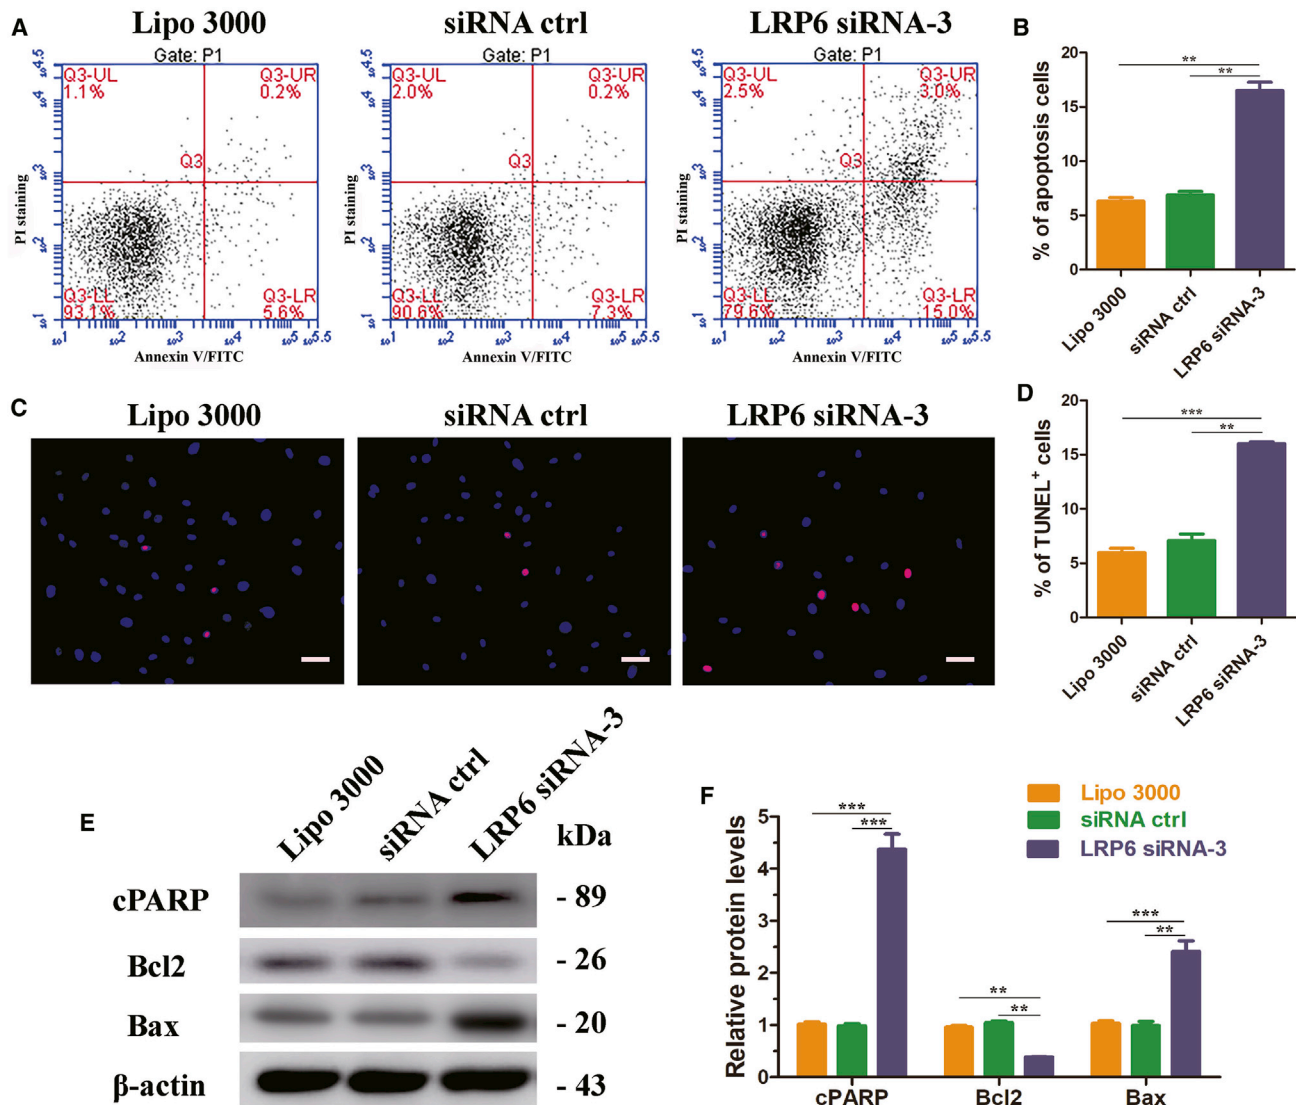 A
Lipo 3000
siRNA ctrl
LRP6 siRNA-3
Gate: P1
Q3-UL
1.1%
Q3-UR
0.2%
Q3
Q3-LL
93.1%
Q3-LR
5.6%
PI staining
Annexin V/FITC
Gate: P1
Q3-UL
2.0%
Q3-UR
0.2%
Q3
Q3-LL
90.6%
Q3-LR
7.3%
PI staining
Annexin V/FITC
Gate: P1
Q3-UL
2.5%
Q3-UR
3.0%
Q3
Q3-LL
79.6%
Q3-LR
15.0%
PI staining
Annexin V/FITC
B
% of apoptosis cells
20
15
10
5
0
**
**
Lipo 3000
siRNA ctrl
LRP6 siRNA-3
C
Lipo 3000
siRNA ctrl
LRP6 siRNA-3
D
% of TUNEL+ cells
20
15
10
5
0
***
**
Lipo 3000
siRNA ctrl
LRP6 siRNA-3
E
Lipo 3000
siRNA ctrl
LRP6 siRNA-3
kDa
cPARP - 89
Bcl2 - 26
Bax - 20
β-actin - 43
F
Lipo 3000
siRNA ctrl
LRP6 siRNA-3
Relative protein levels
5
4
3
2
1
0
***
***
**
**
***
**
cPARP
Bcl2
Bax